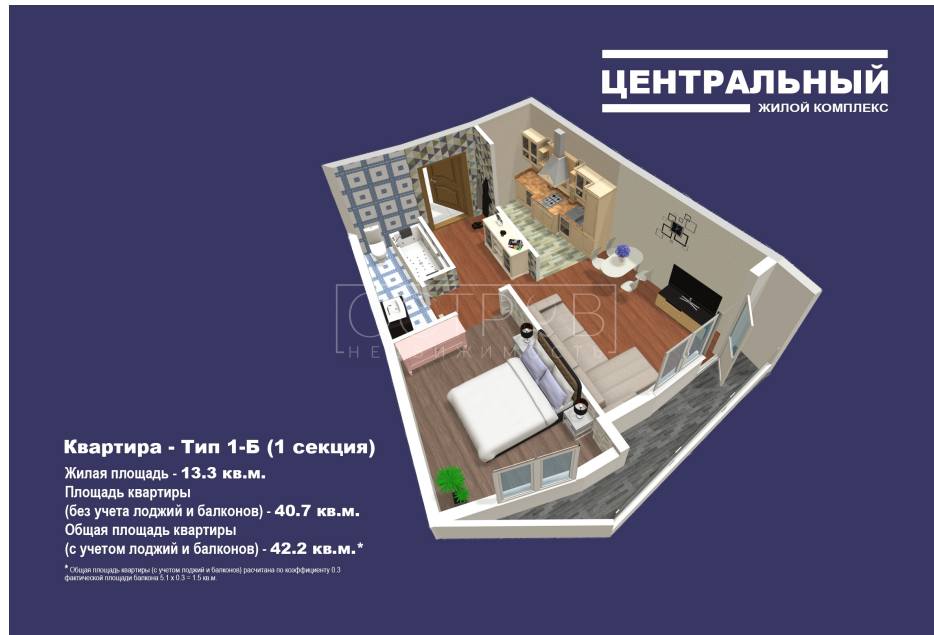 ЦЕНТРАЛЬНЫЙ
ЖИЛОЙ КОМПЛЕКС
ОСТРОВ
НЕДВИЖИМОСТЬ
Квартира - Тип 1-Б (1 секция)
Жилая площадь - 13.3 кв.м.
Площадь квартиры
(без учета лоджий и балконов) - 40.7 кв.м.
Общая площадь квартиры
(с учетом лоджий и балконов) - 42.2 кв.м.*
* Общая площадь квартиры (с учетом лоджий и балконов) расчитана по коэффициенту 0.3
фактической площади балкона 5.1 х 0.3 = 1.5 кв.м.